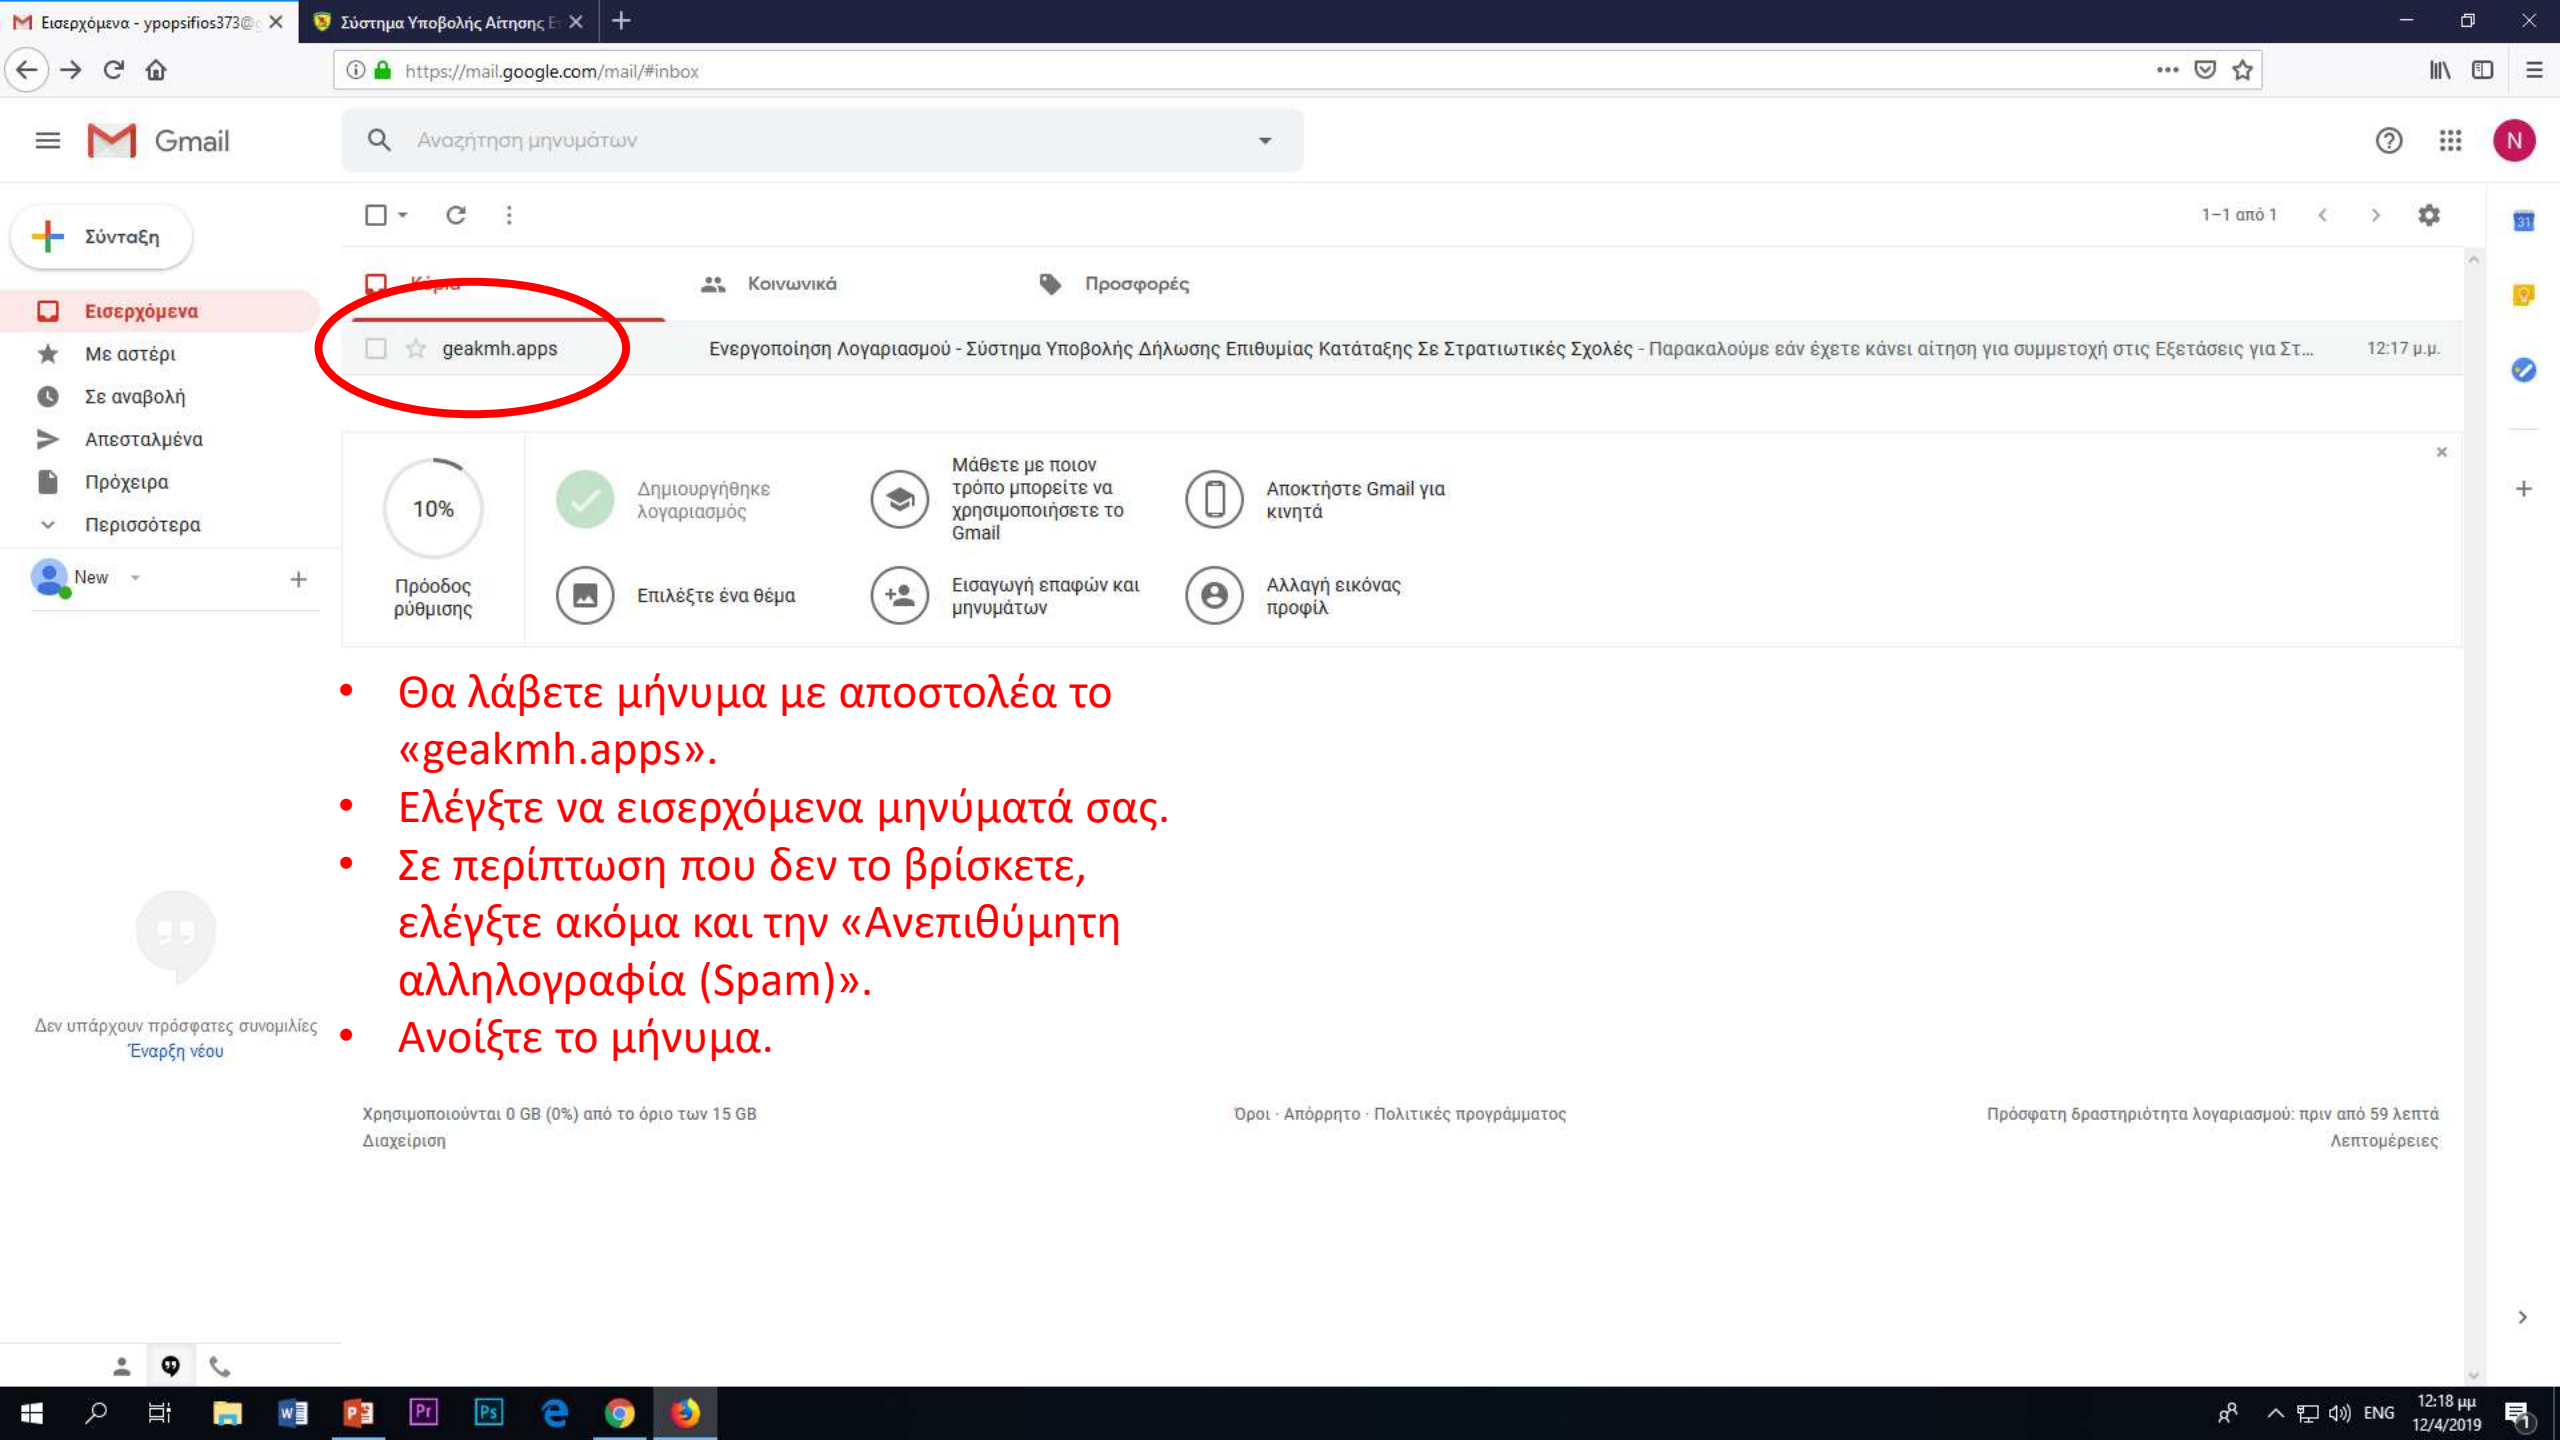 Εισερχόμενα - ypopsifios373@g
Σύστημα Υποβολής Αίτησης Ε
https://mail.google.com/mail/#inbox
Gmail
Αναζήτηση μηνυμάτων
N
Σύνταξη
1–1 από 1
31
Κύρια
Κοινωνικά
Προσφορές
Εισερχόμενα
geakmh.apps
Ενεργοποίηση Λογαριασμού - Σύστημα Υποβολής Δήλωσης Επιθυμίας Κατάταξης Σε Στρατιωτικές Σχολές - Παρακαλούμε εάν έχετε κάνει αίτηση για συμμετοχή στις Εξετάσεις για Στ...
12:17 μ.μ.
Με αστέρι
Σε αναβολή
Απεσταλμένα
Πρόχειρα
Περισσότερα
New
10%
Πρόοδος
ρύθμισης
Δημιουργήθηκε
λογαριασμός
Μάθετε με ποιον
τρόπο μπορείτε να
χρησιμοποιήσετε το
Gmail
Αποκτήστε Gmail για
κινητά
Επιλέξτε ένα θέμα
Εισαγωγή επαφών και
μηνυμάτων
Αλλαγή εικόνας
προφίλ
• Θα λάβετε μήνυμα με αποστολέα το
«geakmh.apps».
• Ελέγξτε να εισερχόμενα μηνύματά σας.
• Σε περίπτωση που δεν το βρίσκετε,
ελέγξτε ακόμα και την «Ανεπιθύμητη
αλληλογραφία (Spam)».
• Ανοίξτε το μήνυμα.
Δεν υπάρχουν πρόσφατες συνομιλίες
Έναρξη νέου
Χρησιμοποιούνται 0 GB (0%) από το όριο των 15 GB
Διαχείριση
Όροι · Απόρρητο · Πολιτικές προγράμματος
Πρόσφατη δραστηριότητα λογαριασμού: πριν από 59 λεπτά
Λεπτομέρειες
Pr
Ps
ENG
12:18 μμ
12/4/2019
1